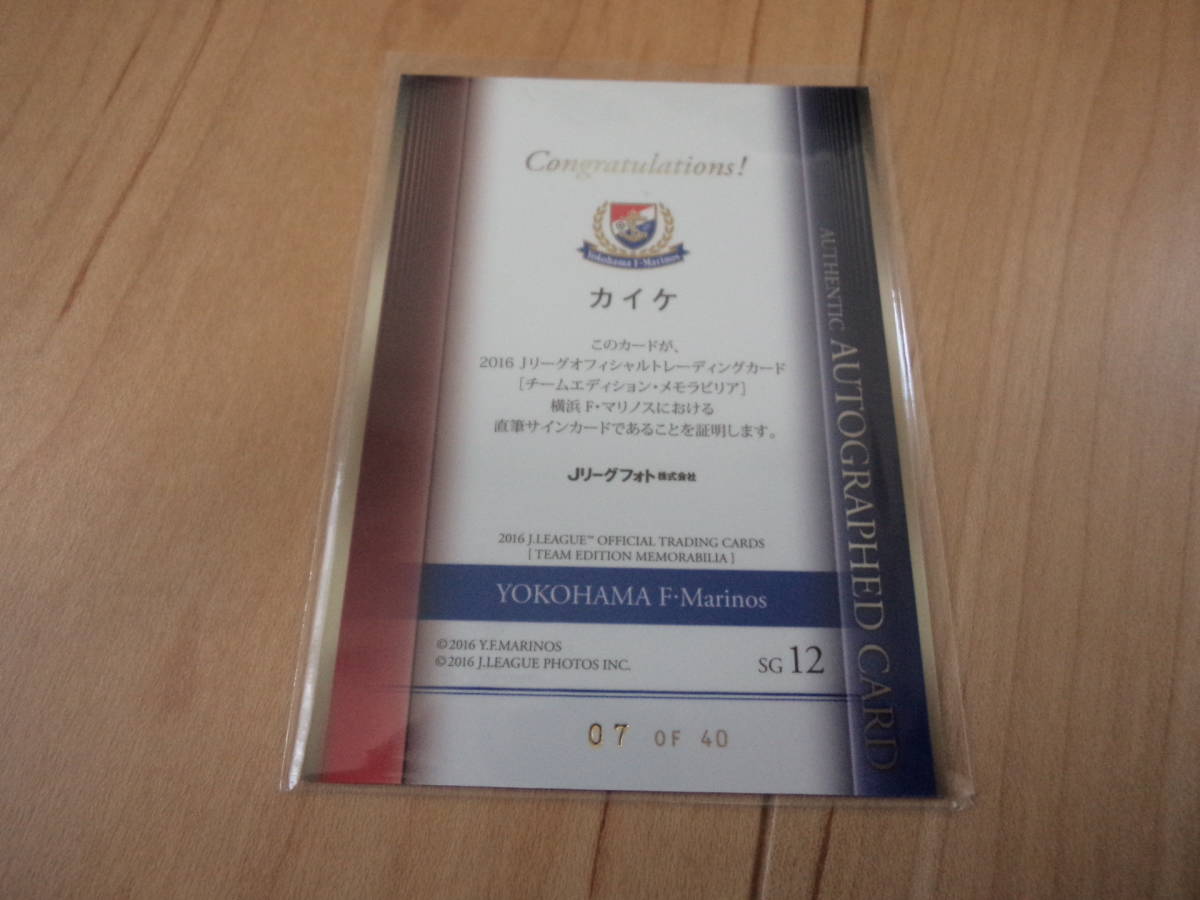 Congratulations!
Yokohama F·Marinos
カイケ
このカードが、
2016 Jリーグオフィシャルトレーディングカード
[チームエディション・メモラビリア]
横浜 F・マリノスにおける
直筆サインカードであることを証明します。
Jリーグフォト株式会社
2016 J.LEAGUE™ OFFICIAL TRADING CARDS
[ TEAM EDITION MEMORABILIA ]
YOKOHAMA F·Marinos
©2016 Y.F.MARINOS
©2016 J.LEAGUE PHOTOS INC.
SG 12
07 OF 40
AUTHENTIC AUTOGRAPHED CARD